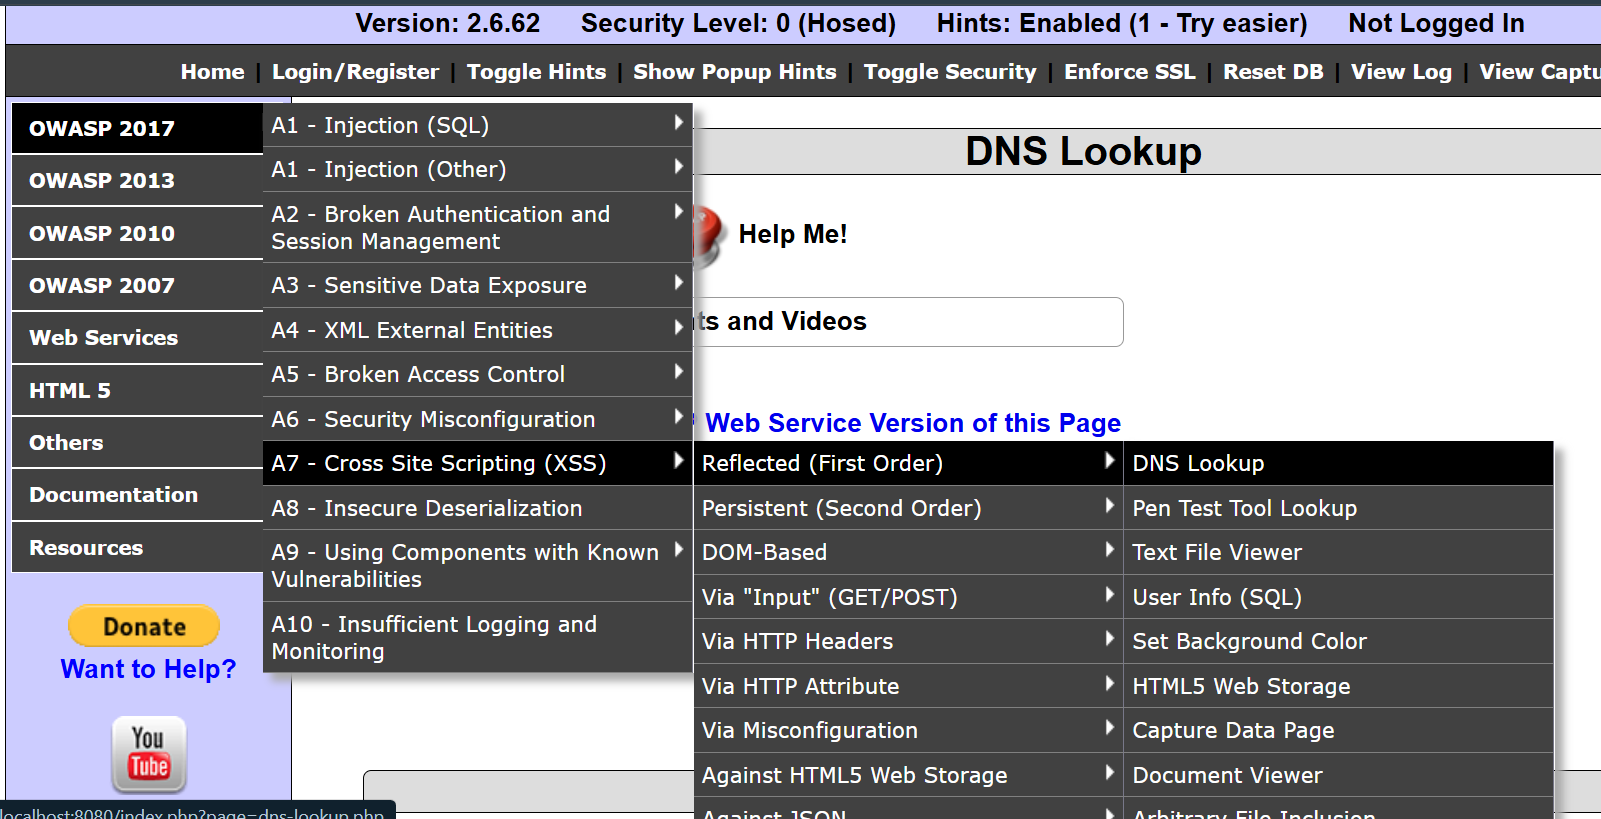 Version: 2.6.62 Security Level: 0 (Hosed) Hints: Enabled (1 - Try easier) Not Logged In
Home | Login/Register | Toggle Hints | Show Popup Hints | Toggle Security | Enforce SSL | Reset DB | View Log | View Captu
OWASP 2017
OWASP 2013
OWASP 2010
OWASP 2007
Web Services
HTML 5
Others
Documentation
Resources
Donate
Want to Help?
You
Tube
A1 - Injection (SQL)
A1 - Injection (Other)
A2 - Broken Authentication and
Session Management
A3 - Sensitive Data Exposure
A4 - XML External Entities
A5 - Broken Access Control
A6 - Security Misconfiguration
A7 - Cross Site Scripting (XSS)
A8 - Insecure Deserialization
A9 - Using Components with Known
Vulnerabilities
A10 - Insufficient Logging and
Monitoring
DNS Lookup
Help Me!
ts and Videos
Web Service Version of this Page
Reflected (First Order)
Persistent (Second Order)
DOM-Based
Via "Input" (GET/POST)
Via HTTP Headers
Via HTTP Attribute
Via Misconfiguration
Against HTML5 Web Storage
Against JSON
DNS Lookup
Pen Test Tool Lookup
Text File Viewer
User Info (SQL)
Set Background Color
HTML5 Web Storage
Capture Data Page
Document Viewer
Arbitrary File Inclusion
localhost:8080/index.php?page=dns-lookup.php